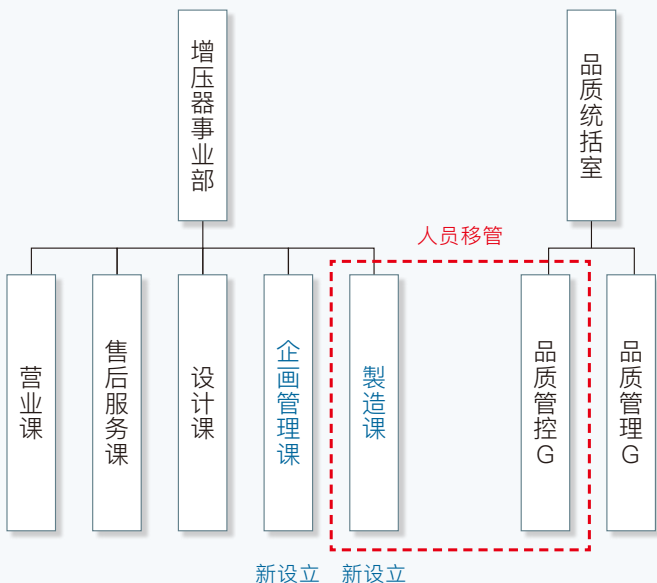 增压器事业部
品质统括室
人员移管
营业课
售后服务课
设计课
企画管理课
製造课
品质管控G
品质管理G
新设立
新设立